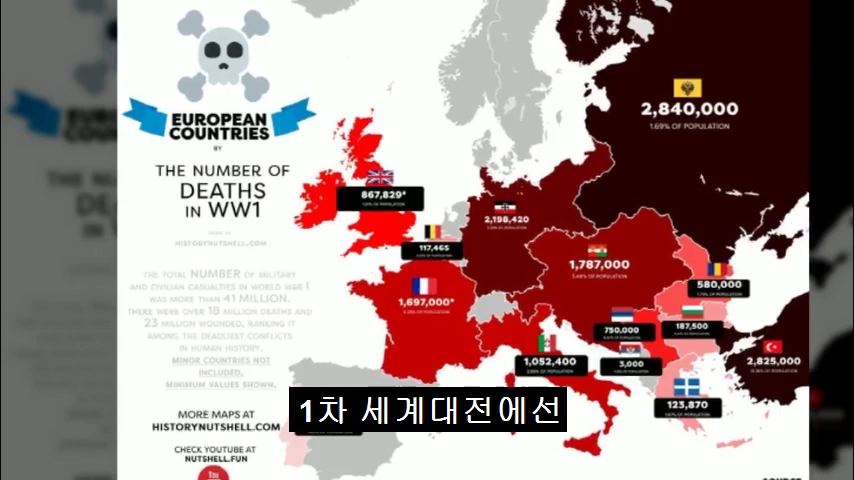 EUROPEAN
COUNTRIES
BY
THE NUMBER OF
DEATHS
IN WW1
HISTORYNUTSHELL.COM
THE TOTAL NUMBER OF MILITARY
AND CIVILIAN CASUALTIES IN WORLD WAR I
WAS MORE THAN 41 MILLION.
THERE WERE OVER 18 MILLION DEATHS AND
23 MILLION WOUNDED, RANKING IT
AMONG THE DEADLIEST CONFLICTS
IN HUMAN HISTORY.
MINOR COUNTRIES NOT
INCLUDED.
MINIMUM VALUES SHOWN.
MORE MAPS AT
HISTORYNUTSHELL.COM
CHECK YOUTUBE AT
NUTSHELL.FUN
2,840,000
1.69% OF POPULATION
867,829*
2,198,420
117,465
1,787,000
580,000
1,697,000*
750,000
187,500
3,000
2,825,000
1,052,400
123,870
1차 세계대전에선